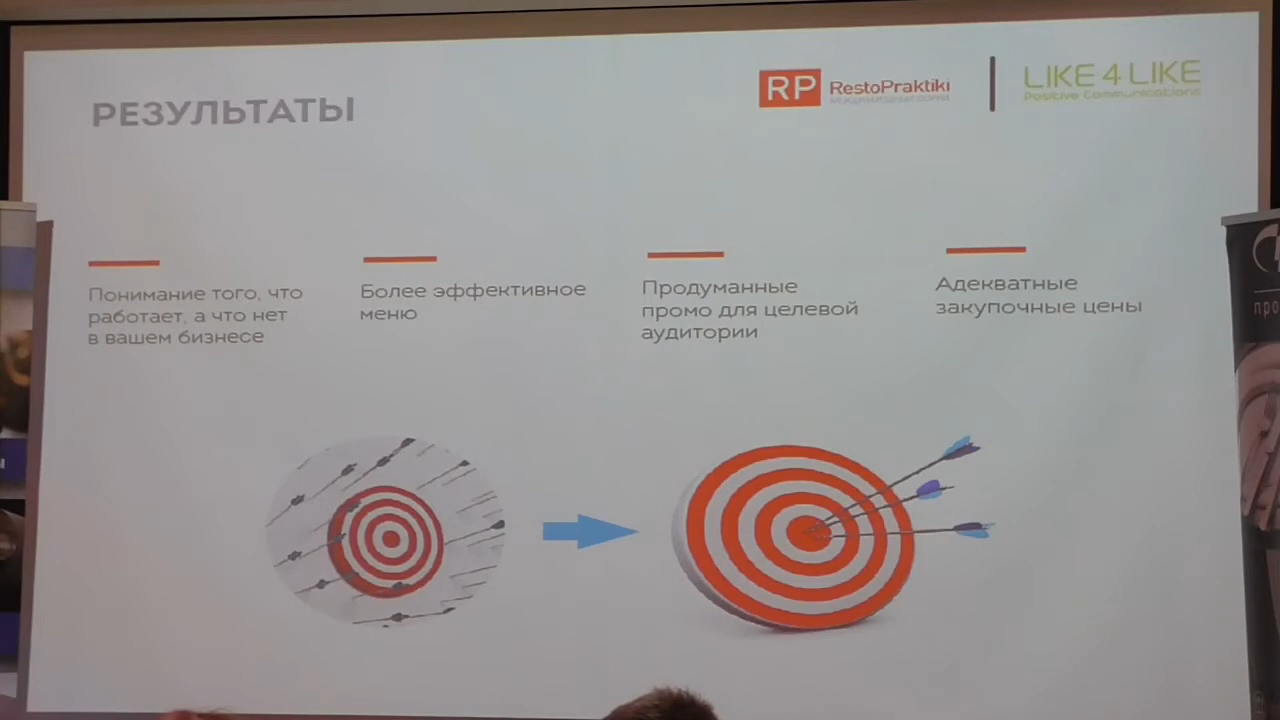 РЕЗУЛЬТАТЫ
RP RestoPraktiki
LIKE 4 LIKE
Positive Communications
Понимание того, что
работает, а что нет
в вашем бизнесе
Более эффективное
меню
Продуманные
промо для целевой
аудитории
Адекватные
закупочные цены